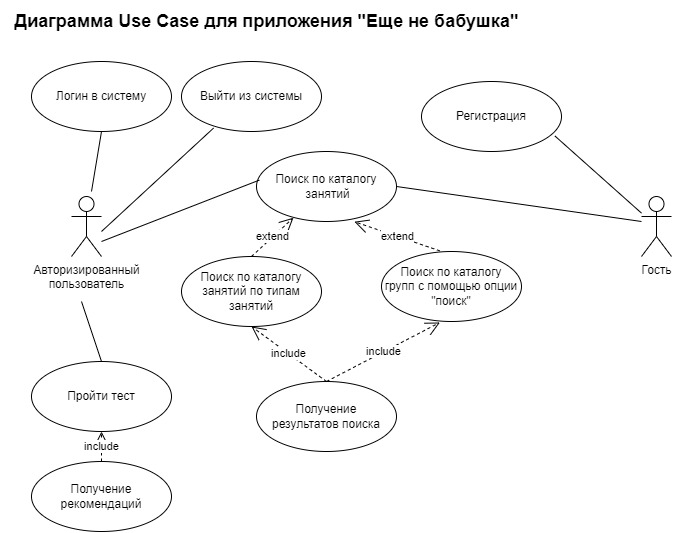 Диаграмма Use Case для приложения "Еще не бабушка"
Логин в систему
Выйти из системы
Регистрация
Поиск по каталогу
занятий
extend
extend
Авторизированный
пользователь
Поиск по каталогу
занятий по типам
занятий
Поиск по каталогу
групп с помощью опции
"поиск"
Гость
include
include
Пройти тест
Получение
результатов поиска
include
Получение
рекомендаций